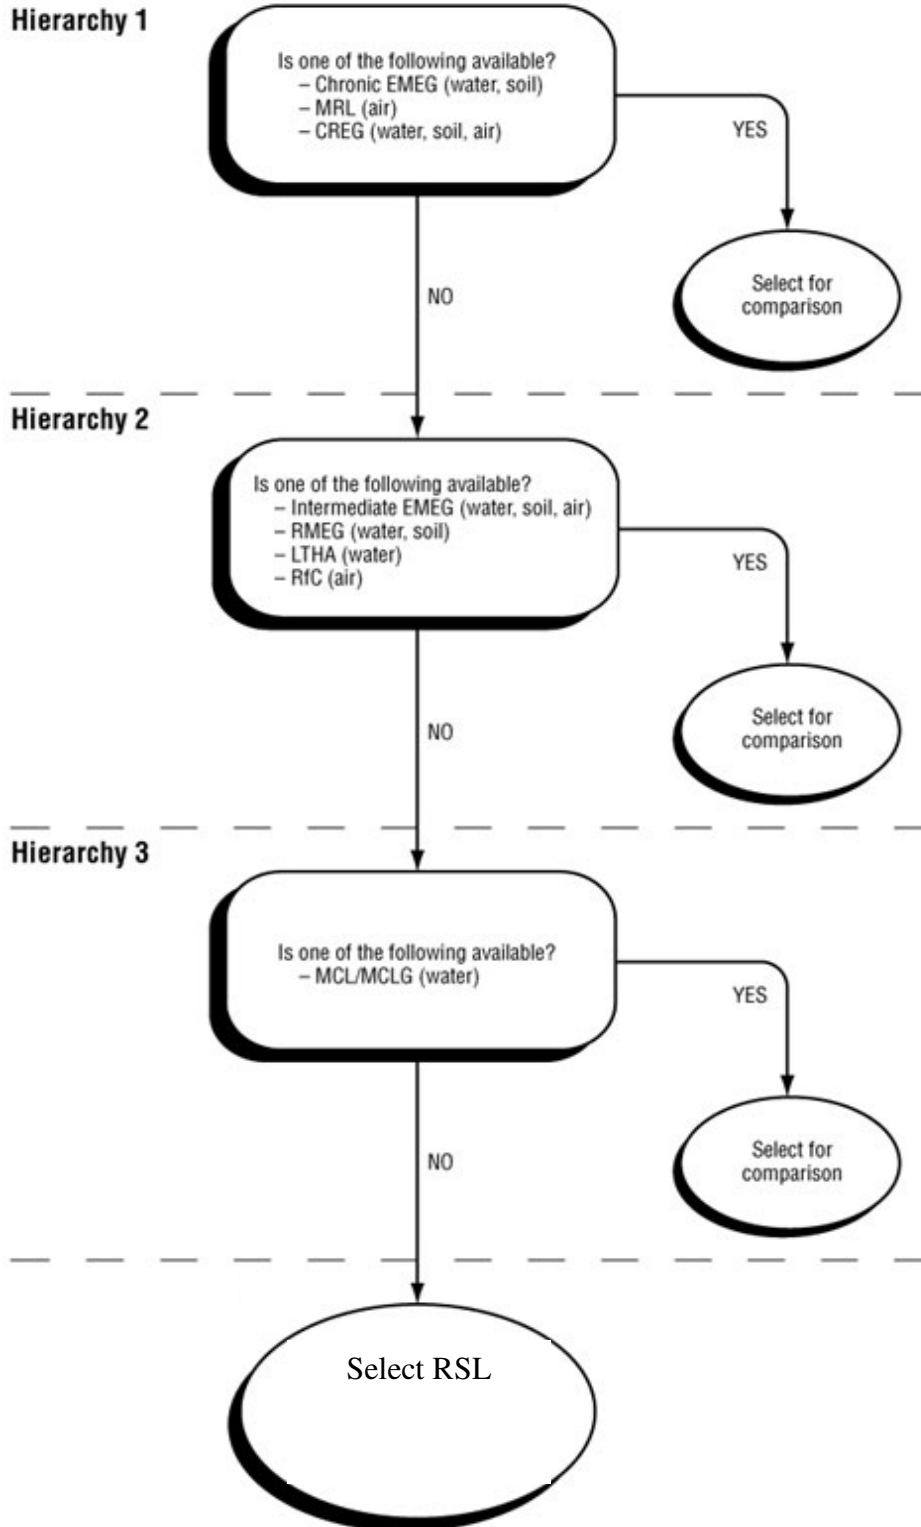 Hierarchy 1
Is one of the following available?
– Chronic EMEG (water, soil)
– MRL (air)
– CREG (water, soil, air)
YES
Select for
comparison
NO
Hierarchy 2
Is one of the following available?
– Intermediate EMEG (water, soil, air)
– RMEG (water, soil)
– LTHA (water)
– RfC (air)
YES
Select for
comparison
NO
Hierarchy 3
Is one of the following available?
– MCL/MCLG (water)
YES
Select for
comparison
NO
Select RSL